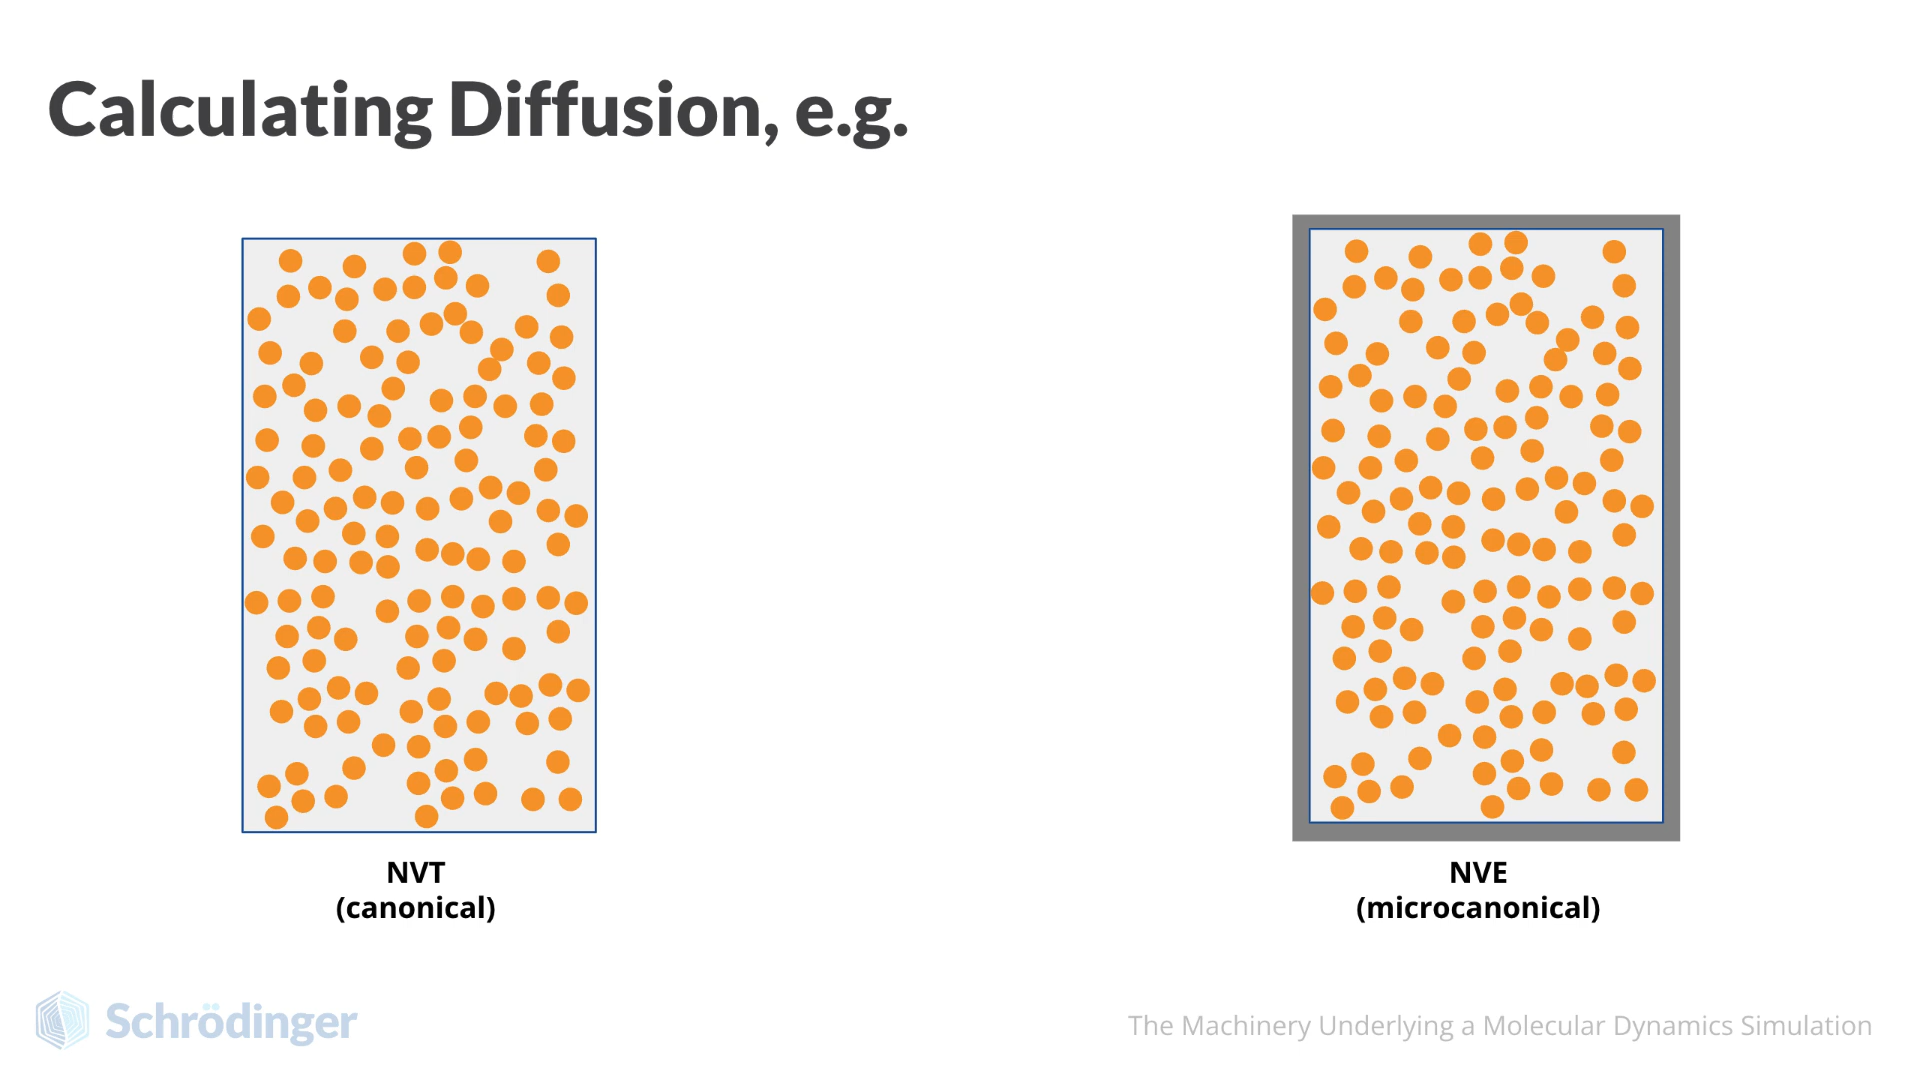 Calculating Diffusion, e.g.
NVT
(canonical)
NVE
(microcanonical)
Schrödinger
The Machinery Underlying a Molecular Dynamics Simulation